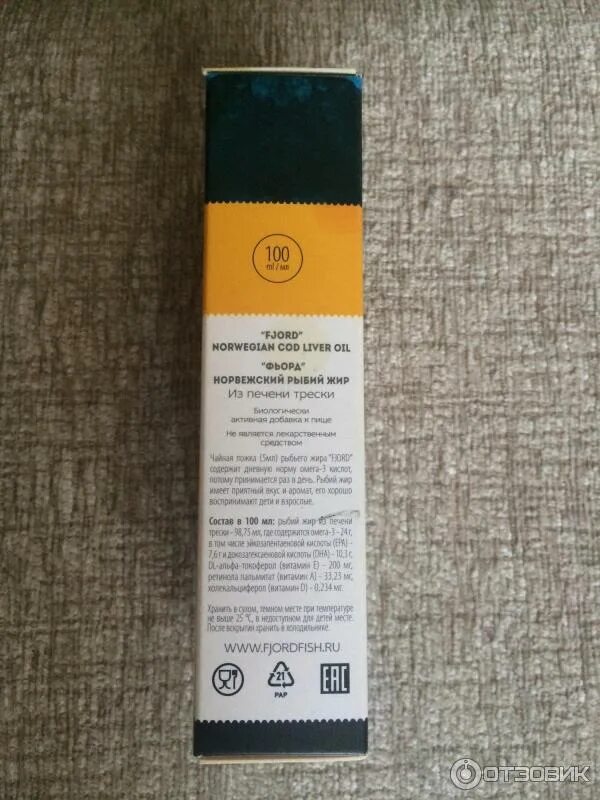 100
ml / мл
"FJORD"
NORWEGIAN COD LIVER OIL
"ФЬОРД"
НОРВЕЖСКИЙ РЫБИЙ ЖИР
Из печени трески
Биологически
активная добавка к пище
Не является лекарственным
средством
Чайная ложка (5мл) рыбьего жира "FJORD"
содержит дневную норму омега-3 кислот,
потому принимается раз в день. Рыбий жир
имеет приятный вкус и аромат, его хорошо
воспринимают дети и взрослые.
Состав в 100 мл: рыбий жир из печени
трески - 98,75 мл, где содержится омега-3 - 24 г,
в том числе эйкозапентаеновой кислоты (EPA) -
7,6 г и докозагексаеновой кислоты (DHA) - 10,3 г,
DL-альфа-токоферол (витамин Е) – 200 мг,
ретинола пальмитат (витамин А) - 33,23 мг,
холекальциферол (витамин D) - 0,234 мг.
Хранить в сухом, темном месте при температуре
не выше 25 °C, в недоступном для детей месте.
После вскрытия хранить в холодильнике.
WWW.FJORDFISH.RU
21
PAP
EAC
ОТЗОВИК